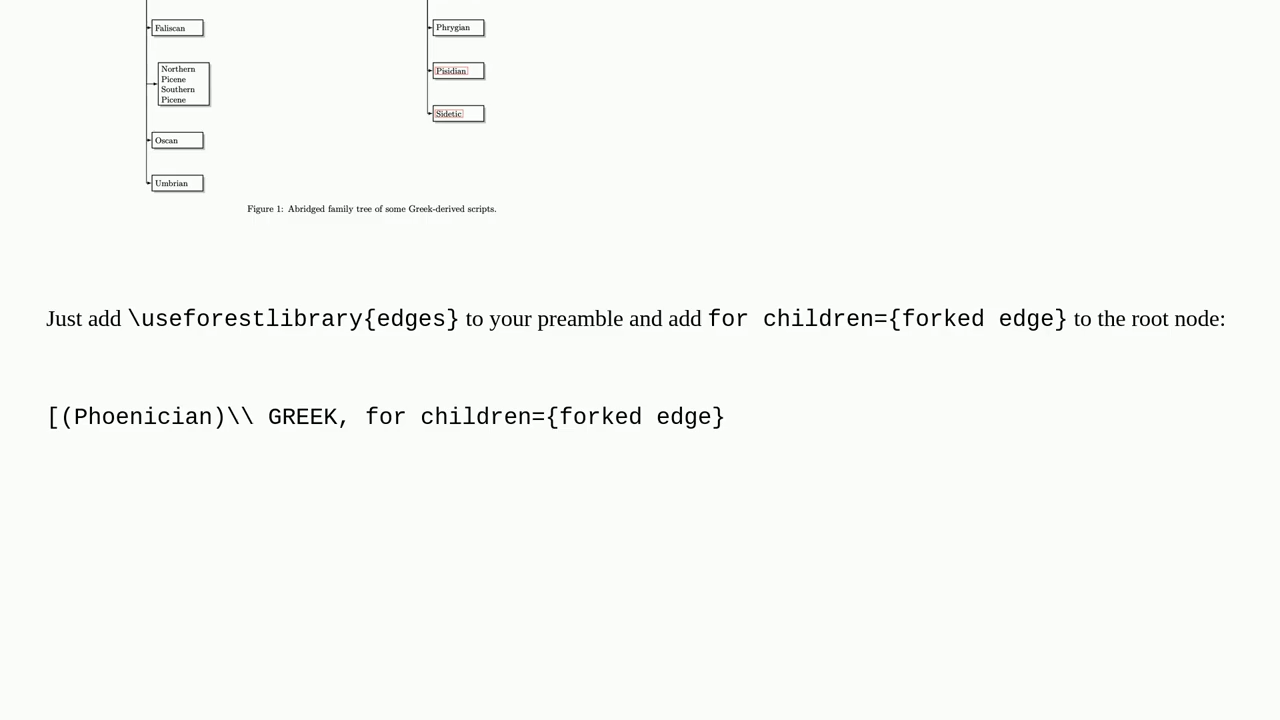 Faliscan
Phrygian
Northern
Picene
Southern
Picene
Pisidian
Sidetic
Oscan
Umbrian
Figure 1: Abridged family tree of some Greek-derived scripts.
Just add \useforestlibrary{edges} to your preamble and add for children={forked edge} to the root node:
[(Phoenician)\\ GREEK, for children={forked edge}